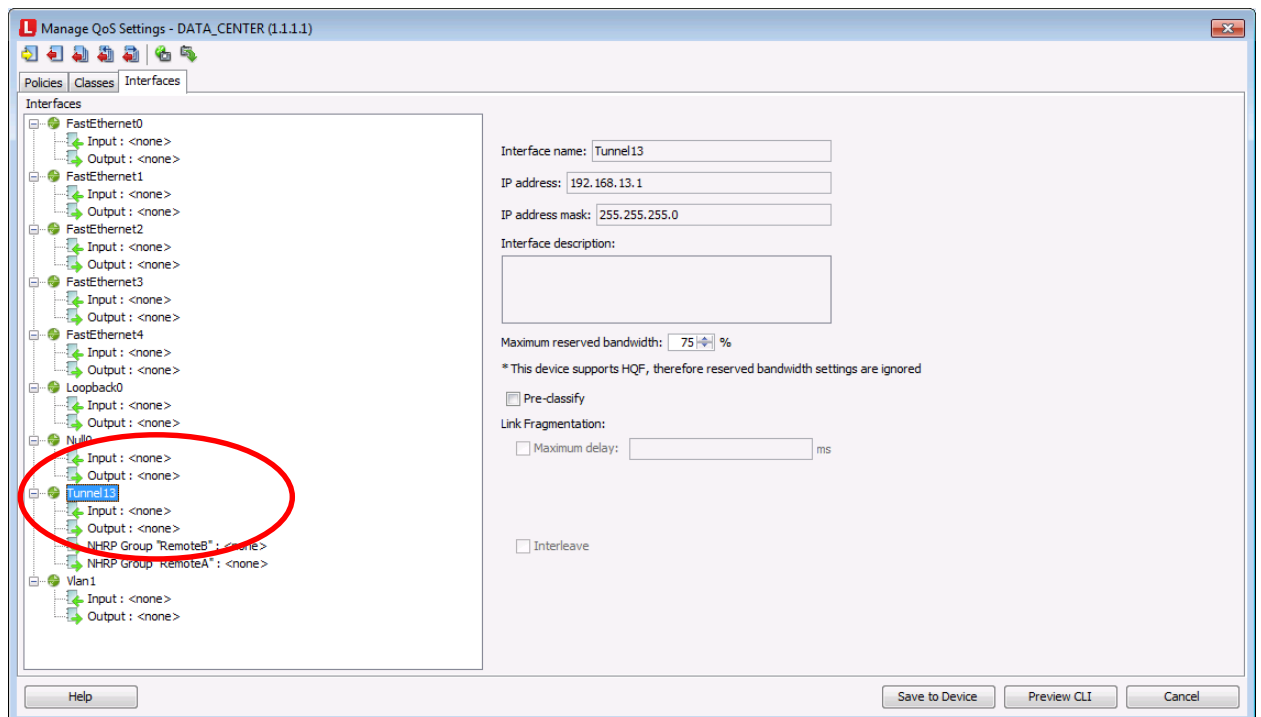 Manage QoS Settings - DATA_CENTER (1.1.1.1)
Policies Classes Interfaces
Interfaces
FastEthernet0
Input : <none>
Output : <none>
FastEthernet1
Input : <none>
Output : <none>
FastEthernet2
Input : <none>
Output : <none>
FastEthernet3
Input : <none>
Output : <none>
FastEthernet4
Input : <none>
Output : <none>
Loopback0
Input : <none>
Output : <none>
Null0
Input : <none>
Output : <none>
Tunnel13
Input : <none>
Output : <none>
NHRP Group "RemoteB" : <none>
NHRP Group "RemoteA" : <none>
Vlan1
Input : <none>
Output : <none>
Interface name: Tunnel13
IP address: 192.168.13.1
IP address mask: 255.255.255.0
Interface description:
Maximum reserved bandwidth: 75 %
* This device supports HQF, therefore reserved bandwidth settings are ignored
Pre-classify
Link Fragmentation:
Maximum delay: ms
Interleave
Help Save to Device Preview CLI Cancel